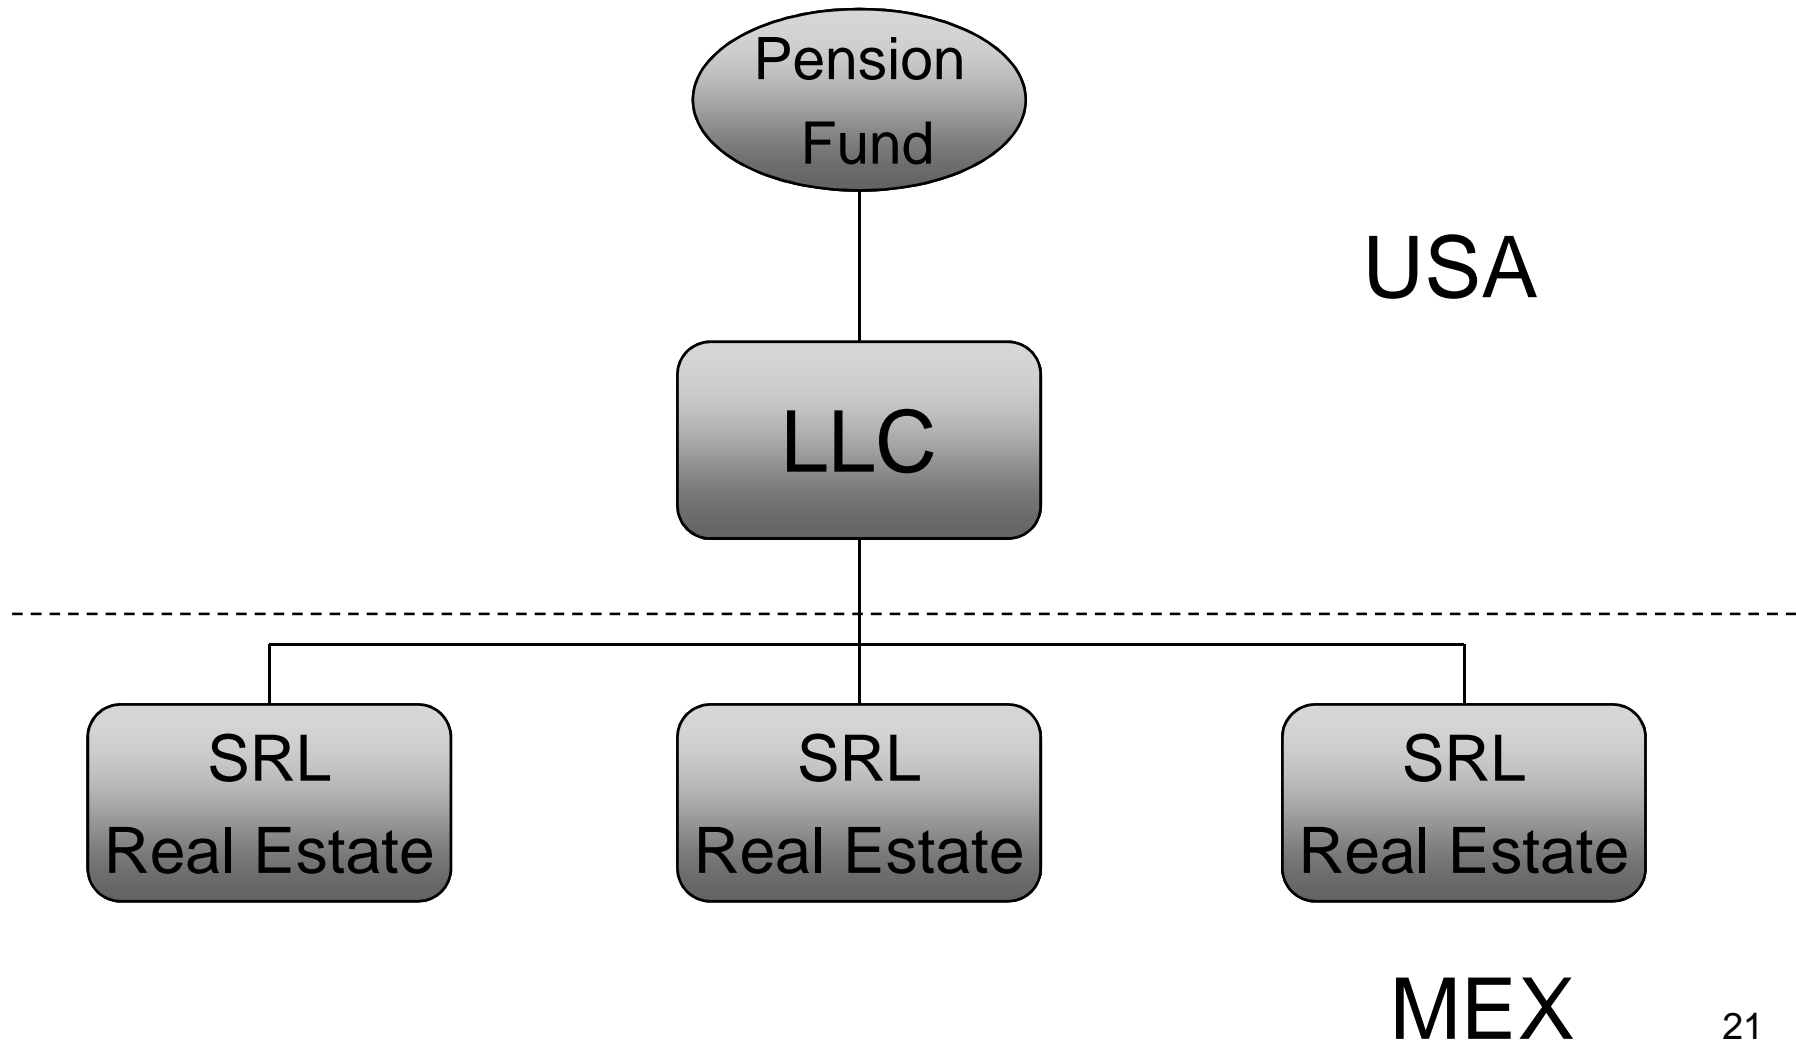 Pension
Fund
USA
LLC
SRL
Real Estate
SRL
Real Estate
SRL
Real Estate
MEX
21